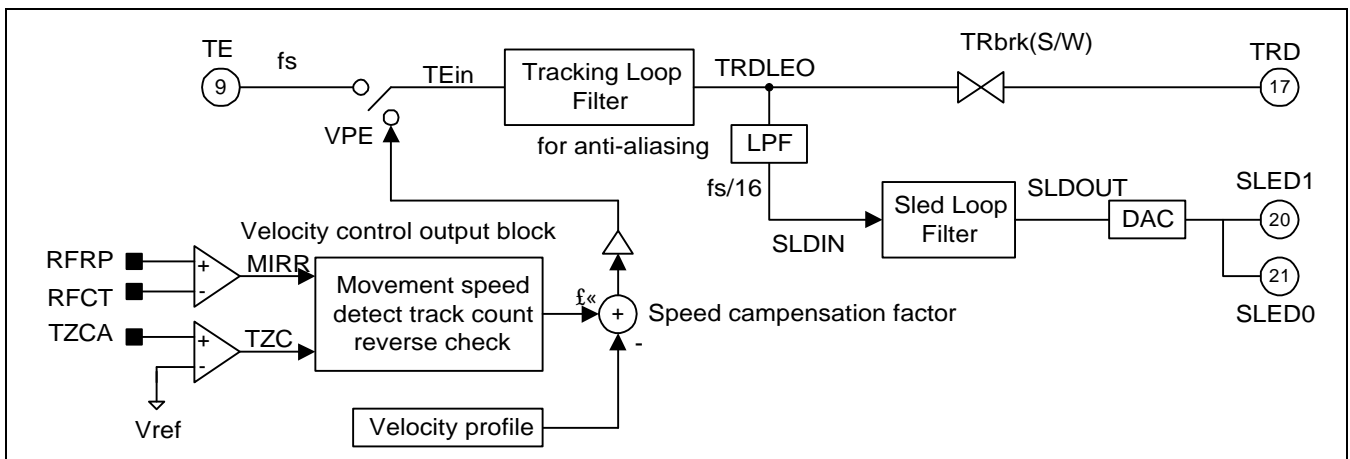 TE
9
fs
VPE
TEin
Tracking Loop
Filter
for anti-aliasing
TRDLEO
LPF
fs/16
TRbrk(S/W)
TRD
17
SLDIN
Sled Loop
Filter
SLDOUT
DAC
SLED1
20
21
SLED0
Velocity control output block
RFRP
RFCT
+
-
MIRR
TZCA
+
-
TZC
Vref
Movement speed
detect track count
reverse check
£«
+
-
Speed campensation factor
Velocity profile